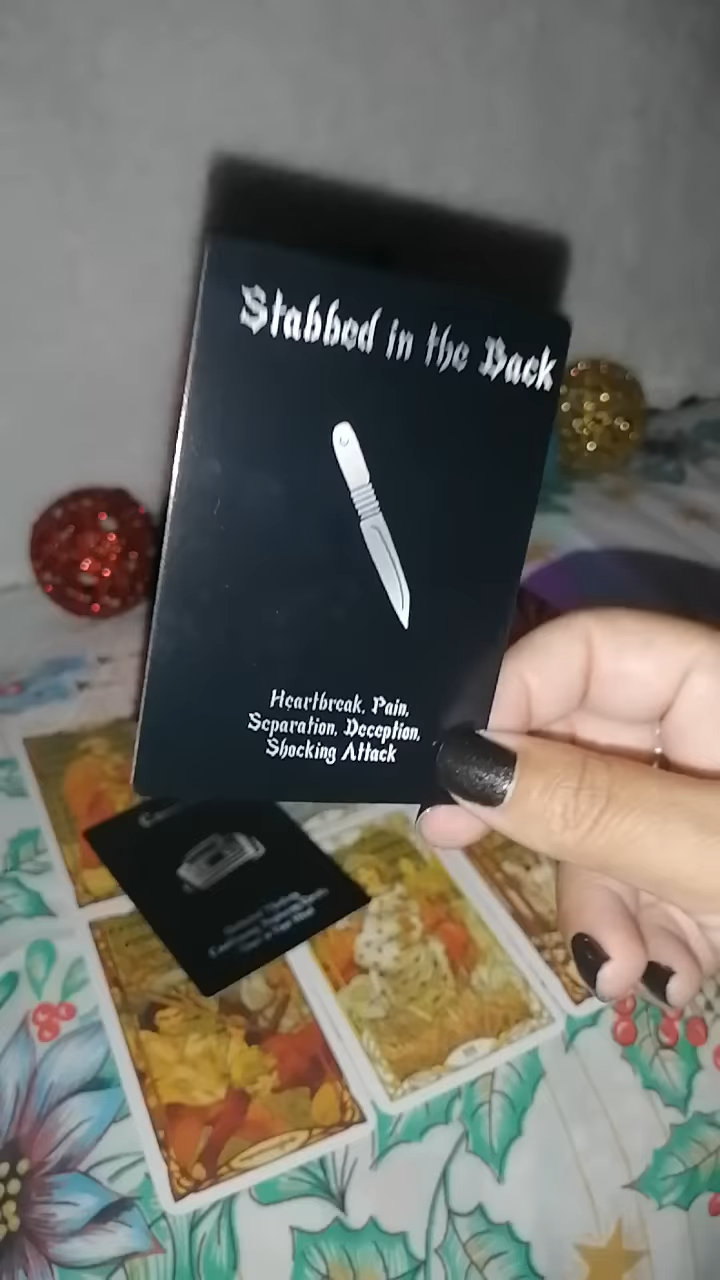 Stabbed in the Back
Heartbreak, Pain,
Separation, Deception,
Shocking Attack